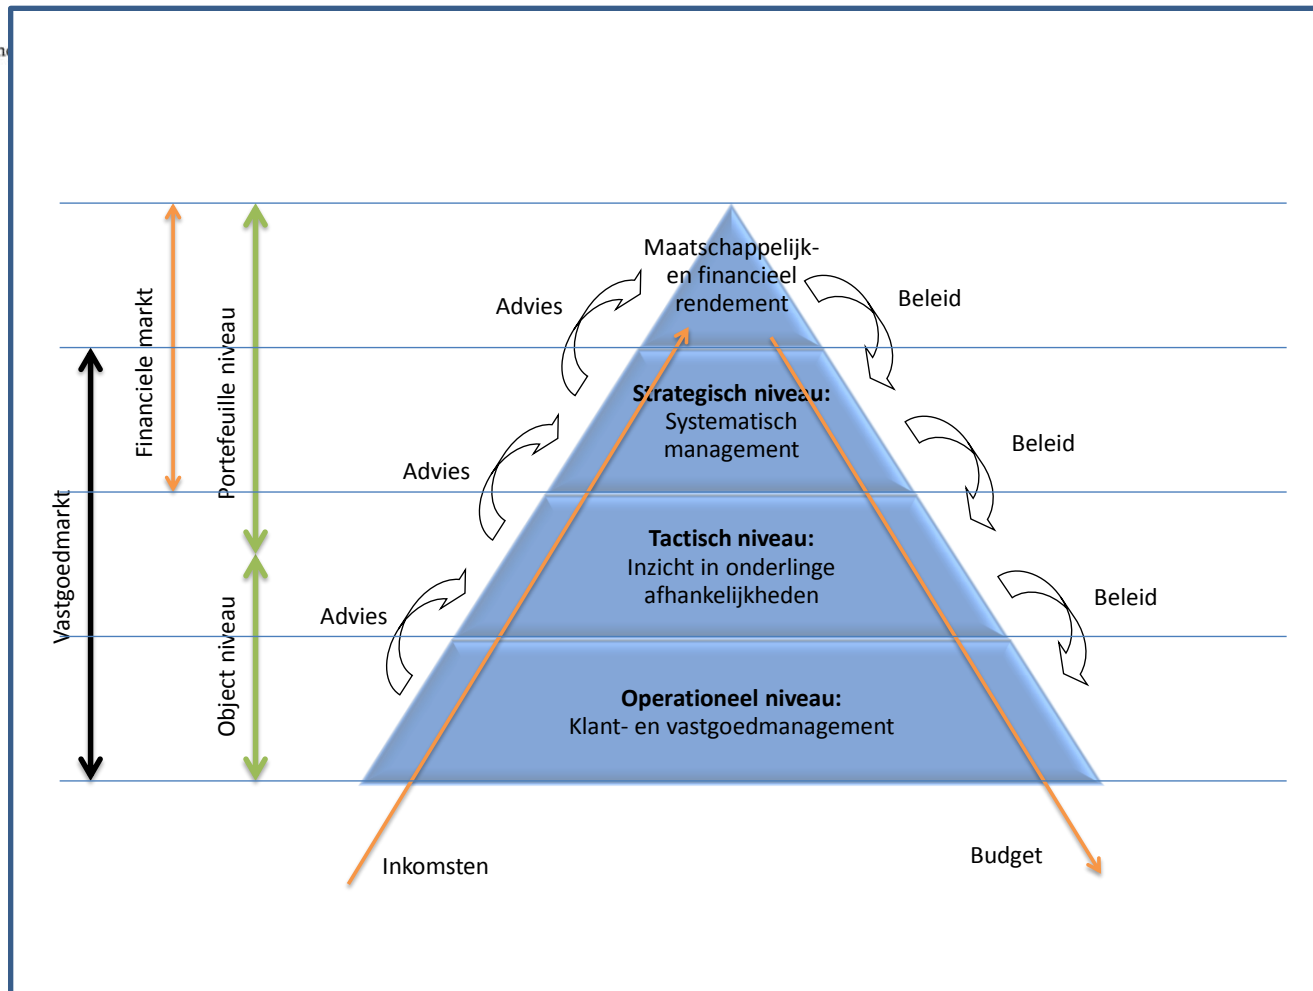 Maatschappelijk-
en financieel
rendement
Advies
Beleid
Financiele markt
Portefeuille niveau
Strategisch niveau:
Systematisch
management
Advies
Beleid
Vastgoedmarkt
Tactisch niveau:
Inzicht in onderlinge
afhankelijkheden
Advies
Beleid
Object niveau
Operationeel niveau:
Klant- en vastgoedmanagement
Inkomsten
Budget